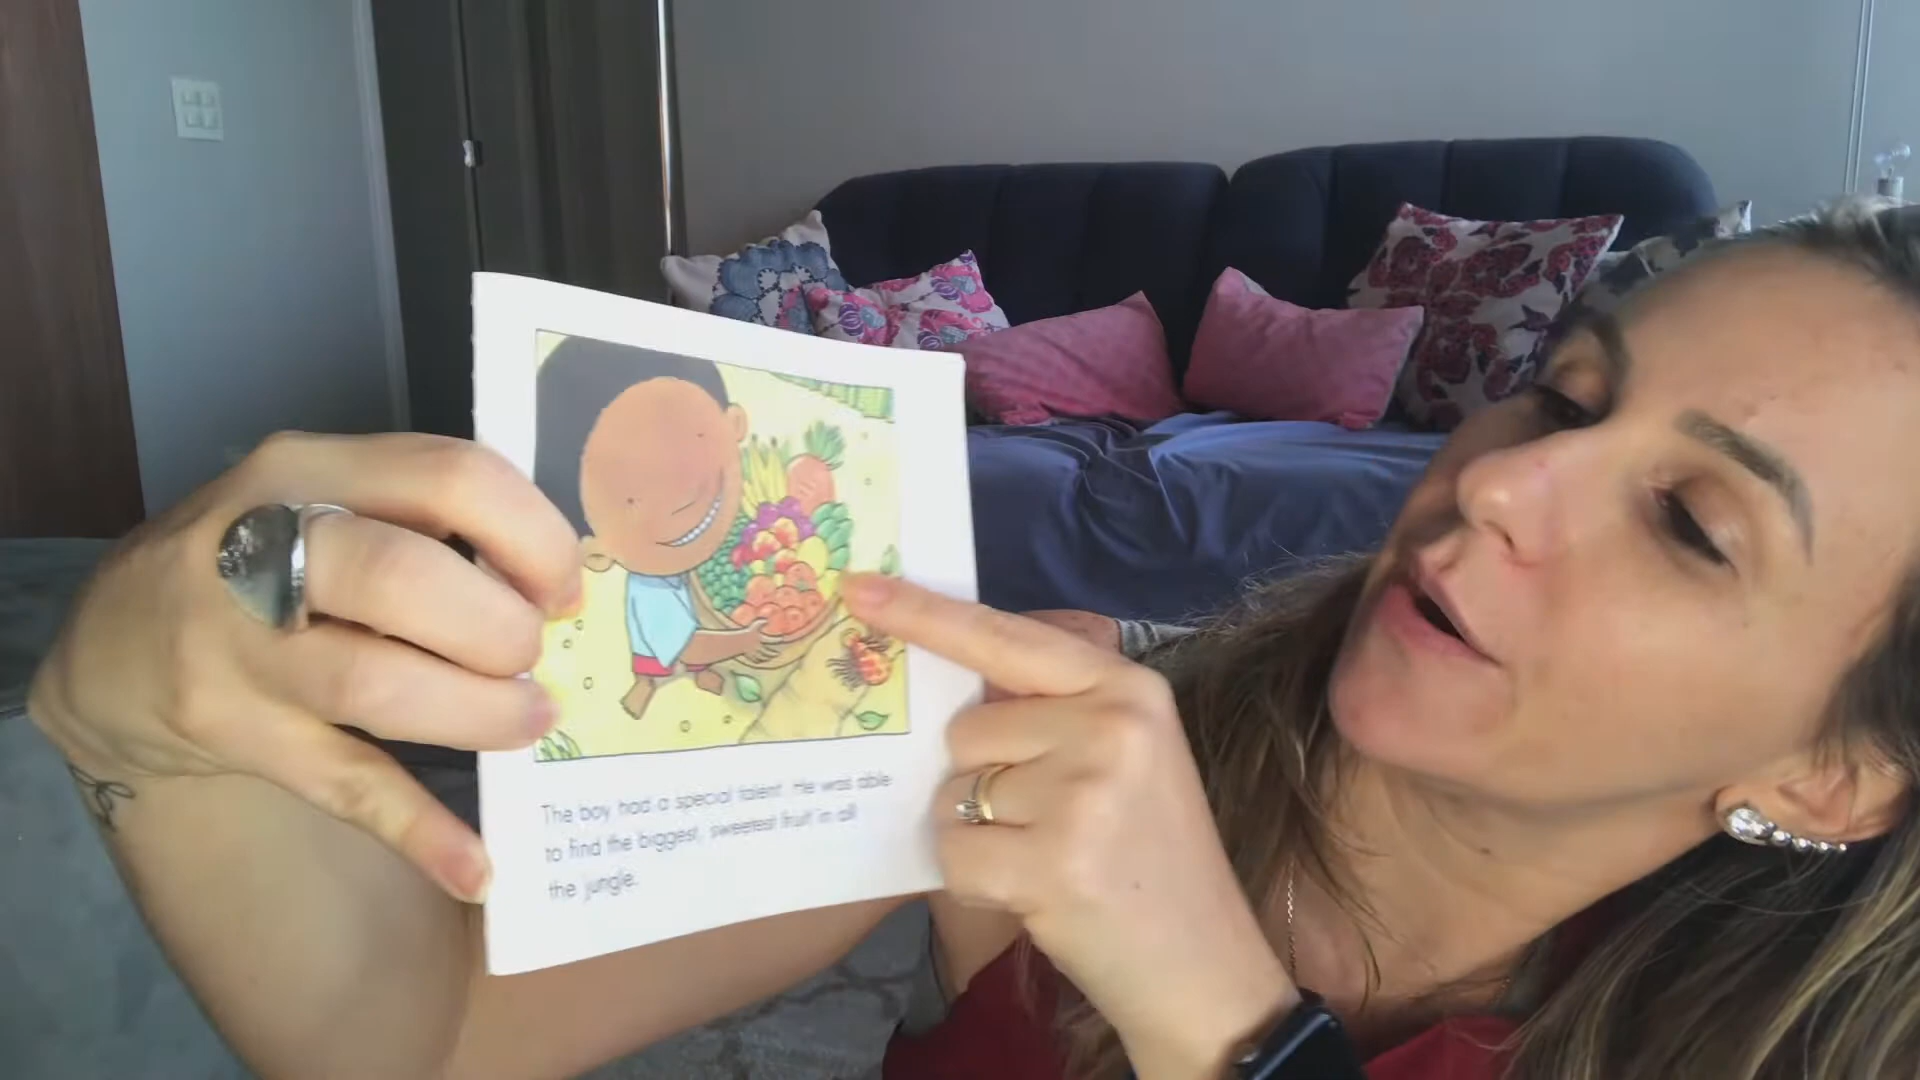 The boy had a special talent. He was able
to find the biggest, sweetest fruit in all
the jungle.